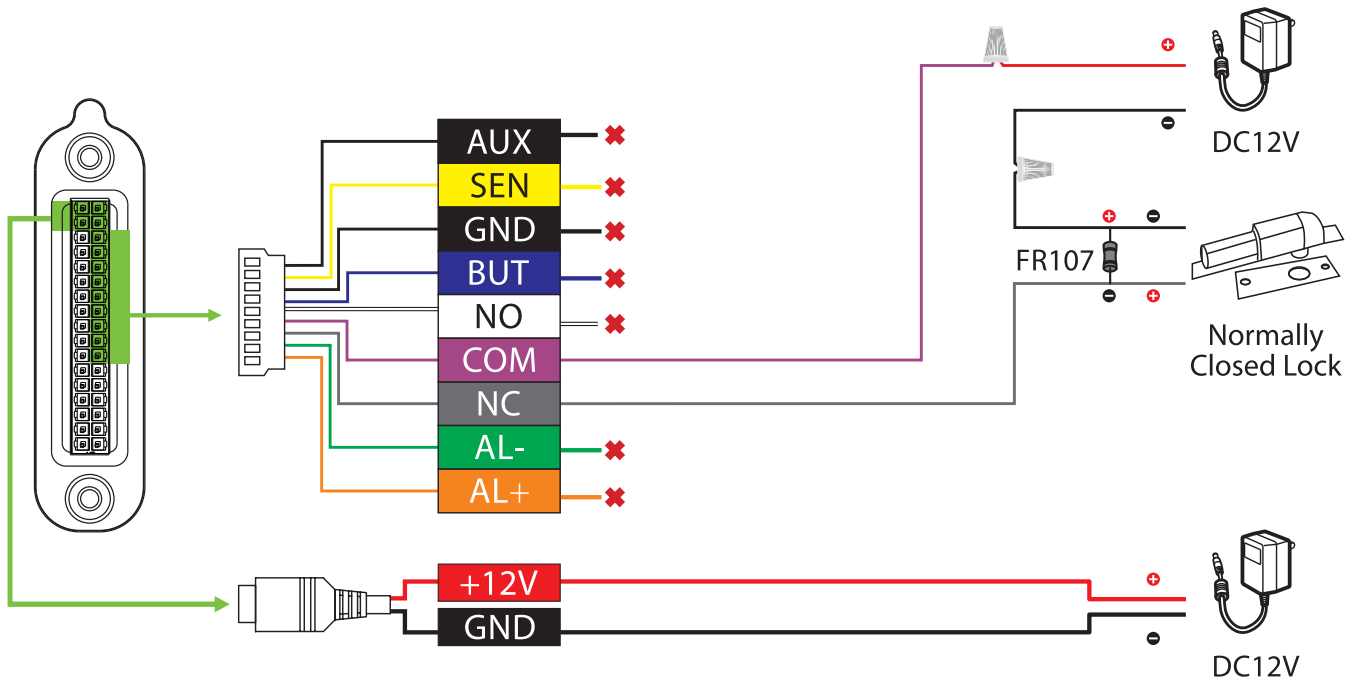 DC12V
AUX
SEN
GND
BUT
NO
COM
NC
AL-
AL+
FR107
Normally
Closed Lock
+12V
GND
DC12V